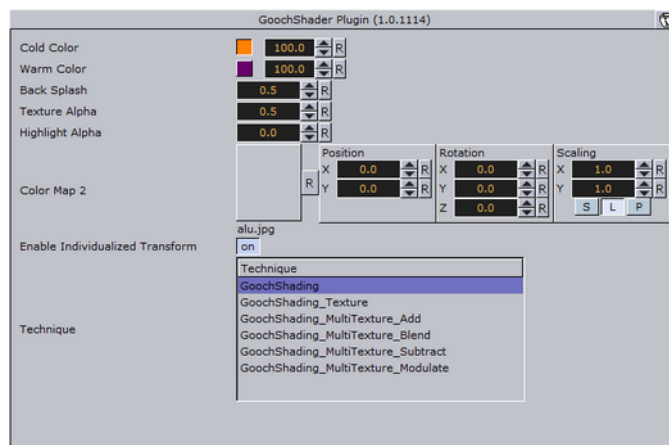 GoochShader Plugin (1.0.1114)
Cold Color 100.0 R
Warm Color 100.0 R
Back Splash 0.5 R
Texture Alpha 0.5 R
Highlight Alpha 0.0 R
Position Rotation Scaling
X 0.0 R X 0.0 R X 1.0 R
Color Map 2 R Y 0.0 R Y 0.0 R Y 1.0 R
Z 0.0 R S L P
alu.jpg
Enable Individualized Transform on
Technique
GoochShading
GoochShading_Texture
GoochShading_MultiTexture_Add
Technique GoochShading_MultiTexture_Blend
GoochShading_MultiTexture_Subtract
GoochShading_MultiTexture_Modulate